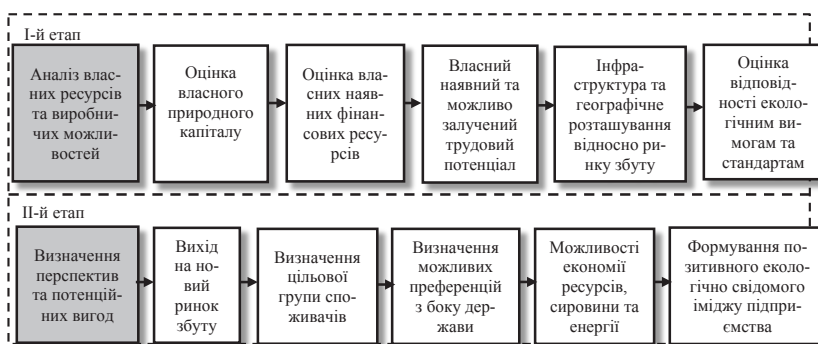 І-й етап
Аналіз влас-
них ресурсів
та виробни-
чих можли-
востей
Оцінка
власного
природного
капіталу
Оцінка вла-
сних наяв-
них фінан-
сових ресу-
рсів
Власний
наявний та
можливо
залучений
трудовий
потенціал
Інфра-
структура та
географічне
розташування
відносно ри-
нку збуту
Оцінка
відповід-
ності еколо-
гічним ви-
могам та
стандартам
ІІ-й етап
Визначення
перспектив
та потенцій-
них вигод
Вихід
на но-
вий
ринок
збуту
Визначення
цільової
групи спо-
живачів
Визначення
можливих
преференцій
з боку дер-
жави
Можливості
економії
ресурсів,
сировини та
енергії
Формування по-
зитивного еколо-
гічно свідомого
іміджу підпри-
ємства